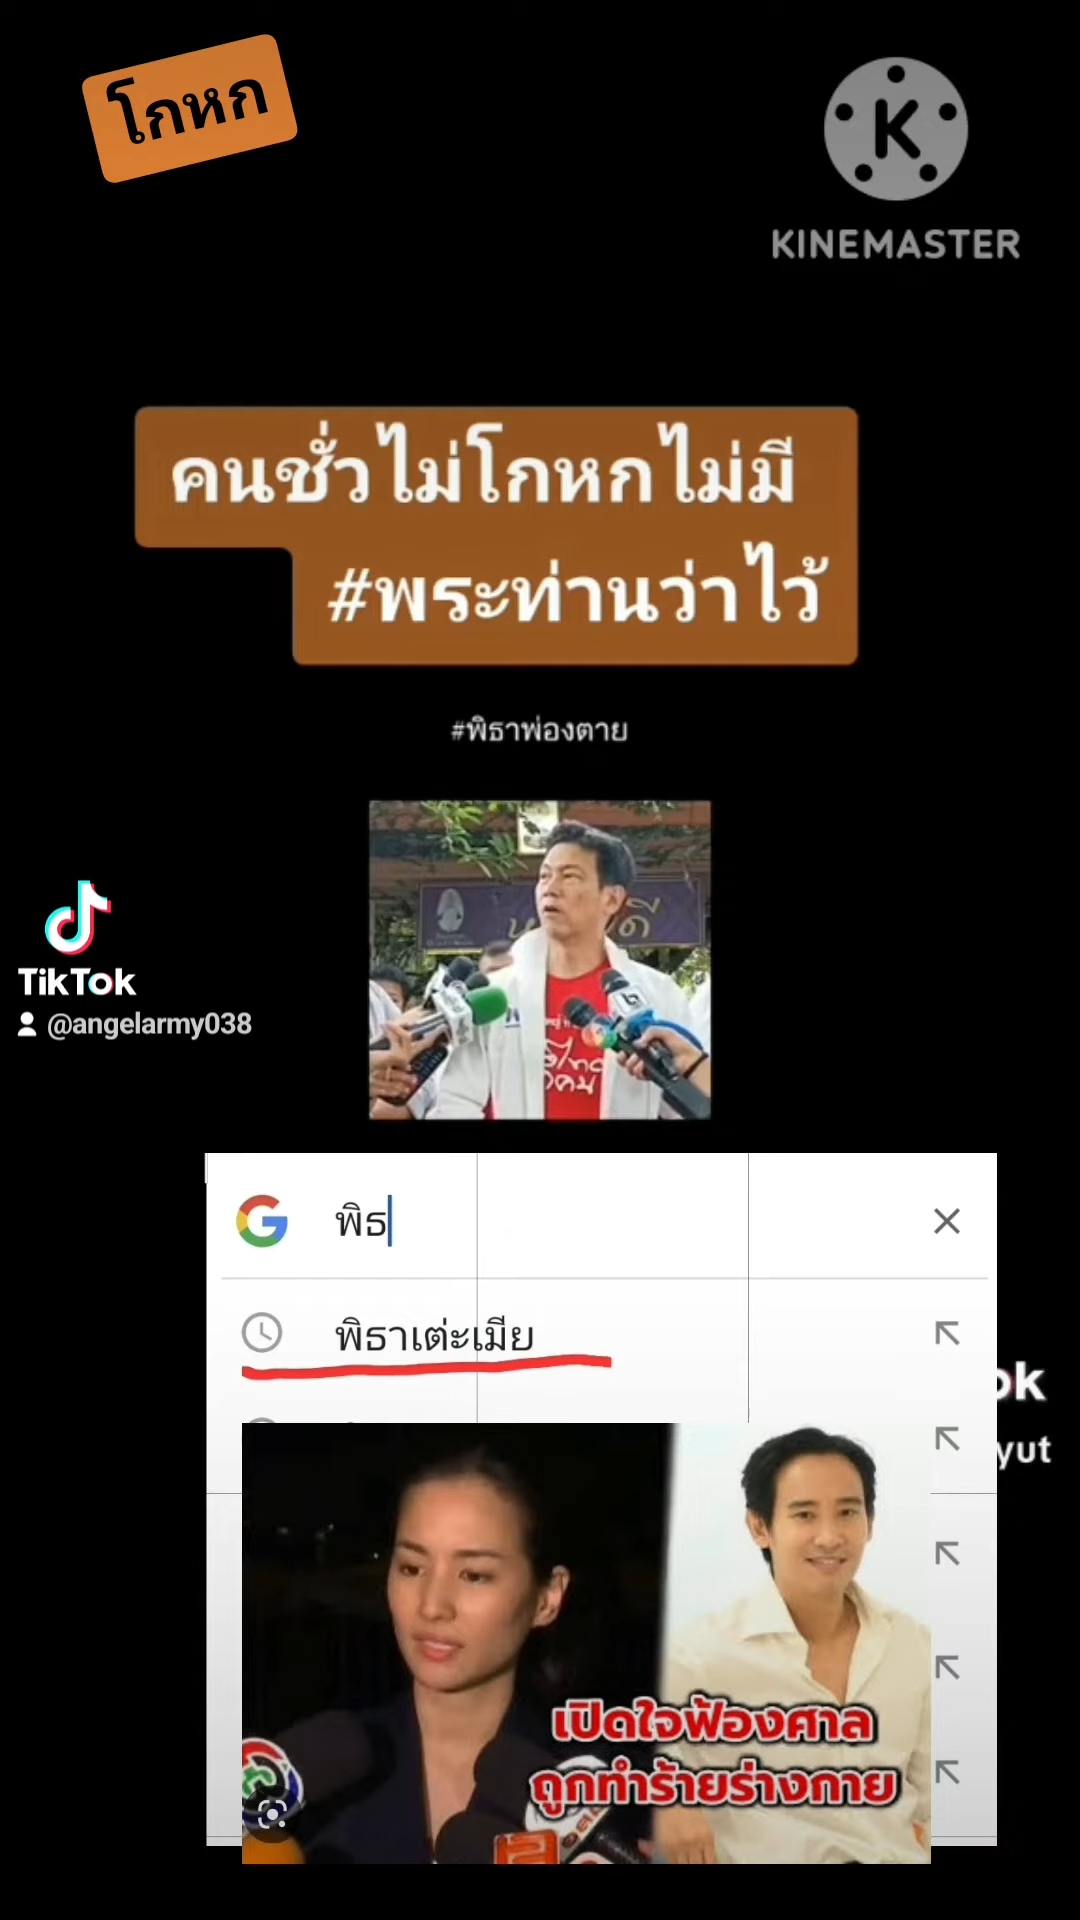 โกหก
K
KINEMASTER
คนชั่วไม่โกหกไม่มี
#พระท่านว่าไว้
#พิธาพ่องตาย
TikTok
@angelarmy038
พิธ
พิธาเต่ะเมีย
ok
yut
เปิดใจฟ้องศาล
ถูกทำร้ายร่างกาย